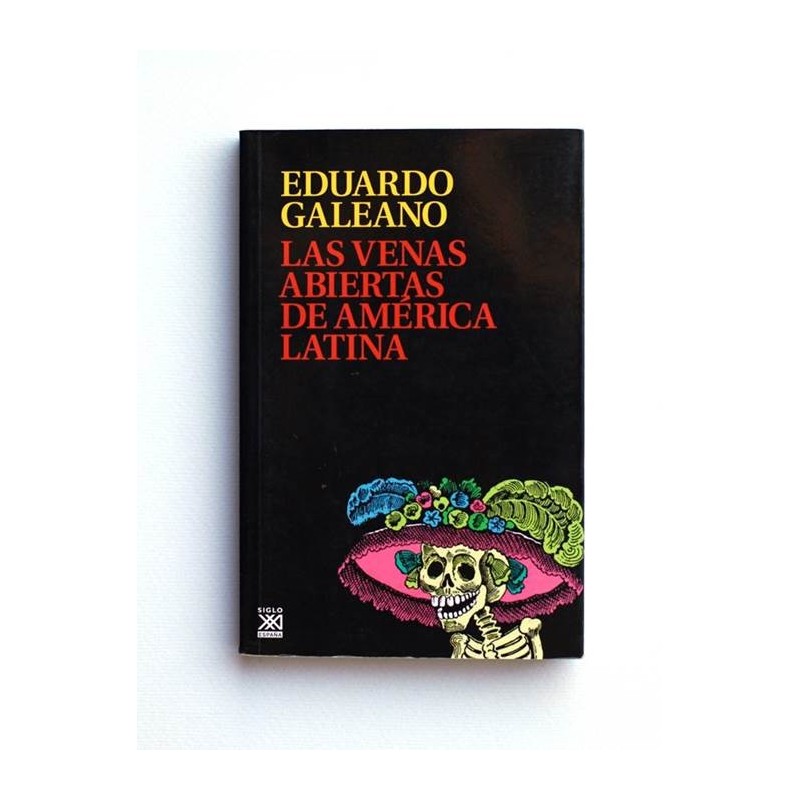 EDUARDO
GALEANO
LAS VENAS
ABIERTAS
DE AMÉRICA
LATINA
SIGLO
XXI
ESPAÑA